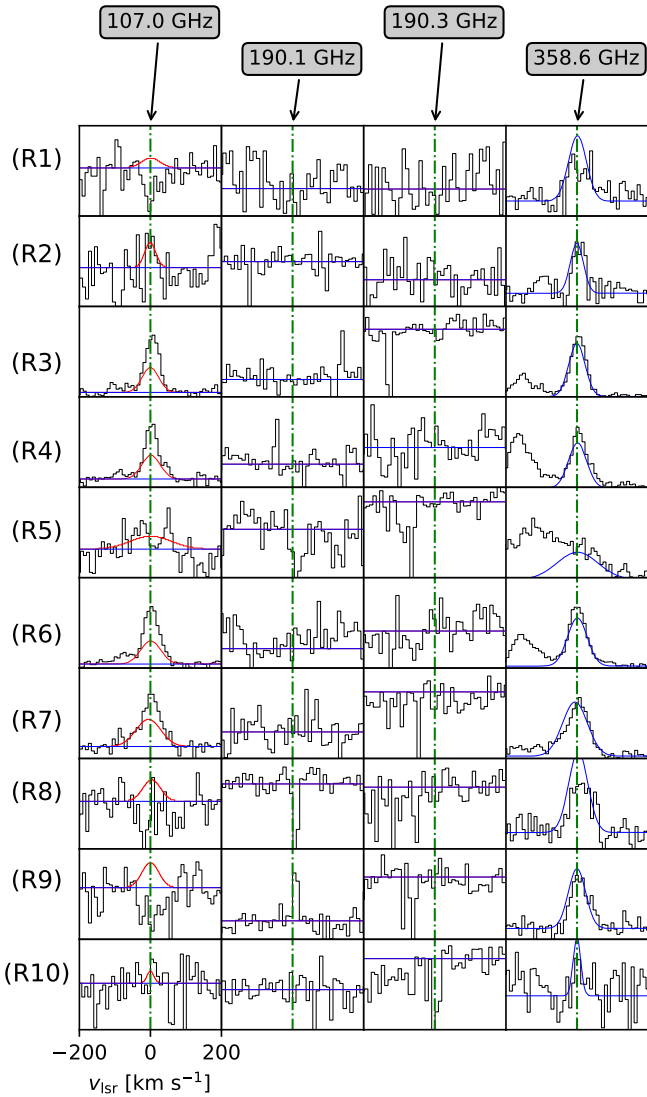 107.0 GHz
190.3 GHz
190.1 GHz
358.6 GHz
(R1)
(R2)
(R3)
(R4)
(R5)
(R6)
(R7)
(R8)
(R9)
(R10)
−200 0 200
v_lsr [km s⁻¹]